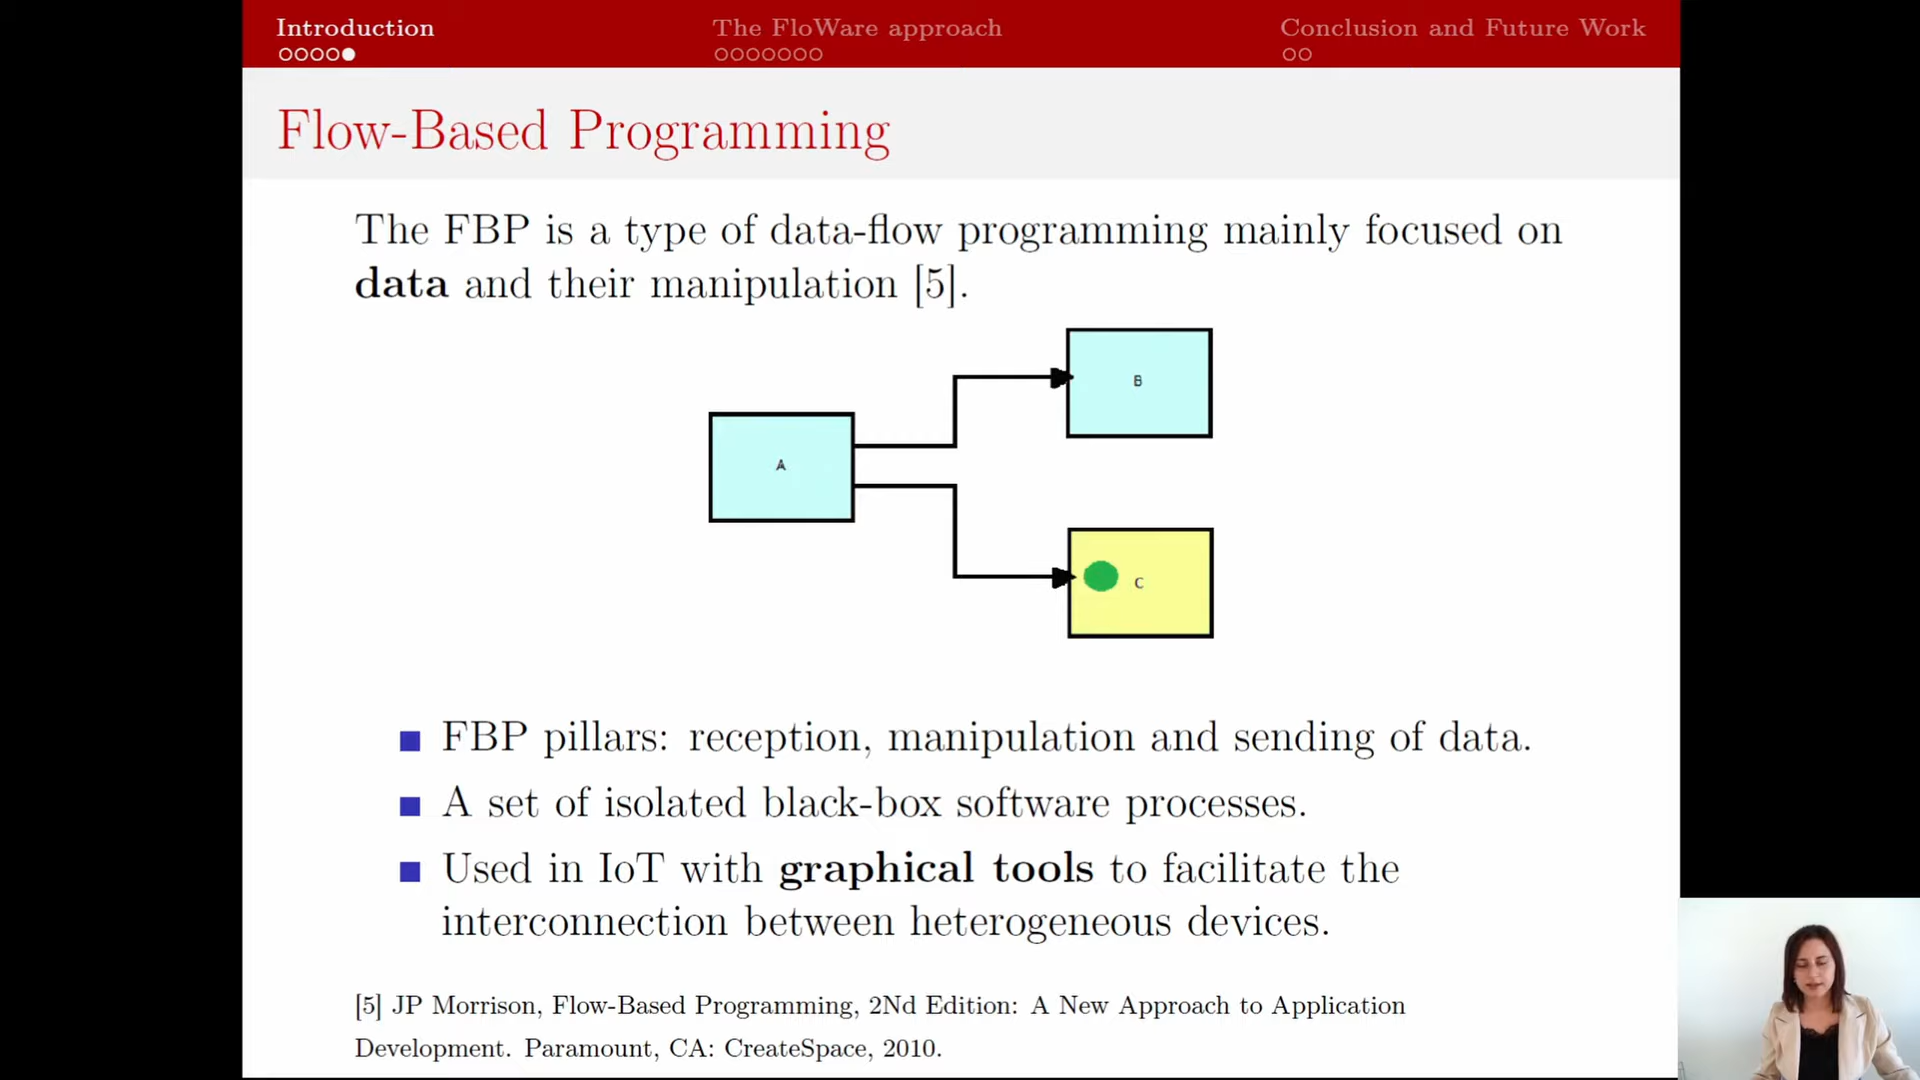 Introduction
The FloWare approach
Conclusion and Future Work
Flow-Based Programming
The FBP is a type of data-flow programming mainly focused on
data and their manipulation [5].
B
A
C
FBP pillars: reception, manipulation and sending of data.
A set of isolated black-box software processes.
Used in IoT with graphical tools to facilitate the
interconnection between heterogeneous devices.
[5] JP Morrison, Flow-Based Programming, 2Nd Edition: A New Approach to Application
Development. Paramount, CA: CreateSpace, 2010.